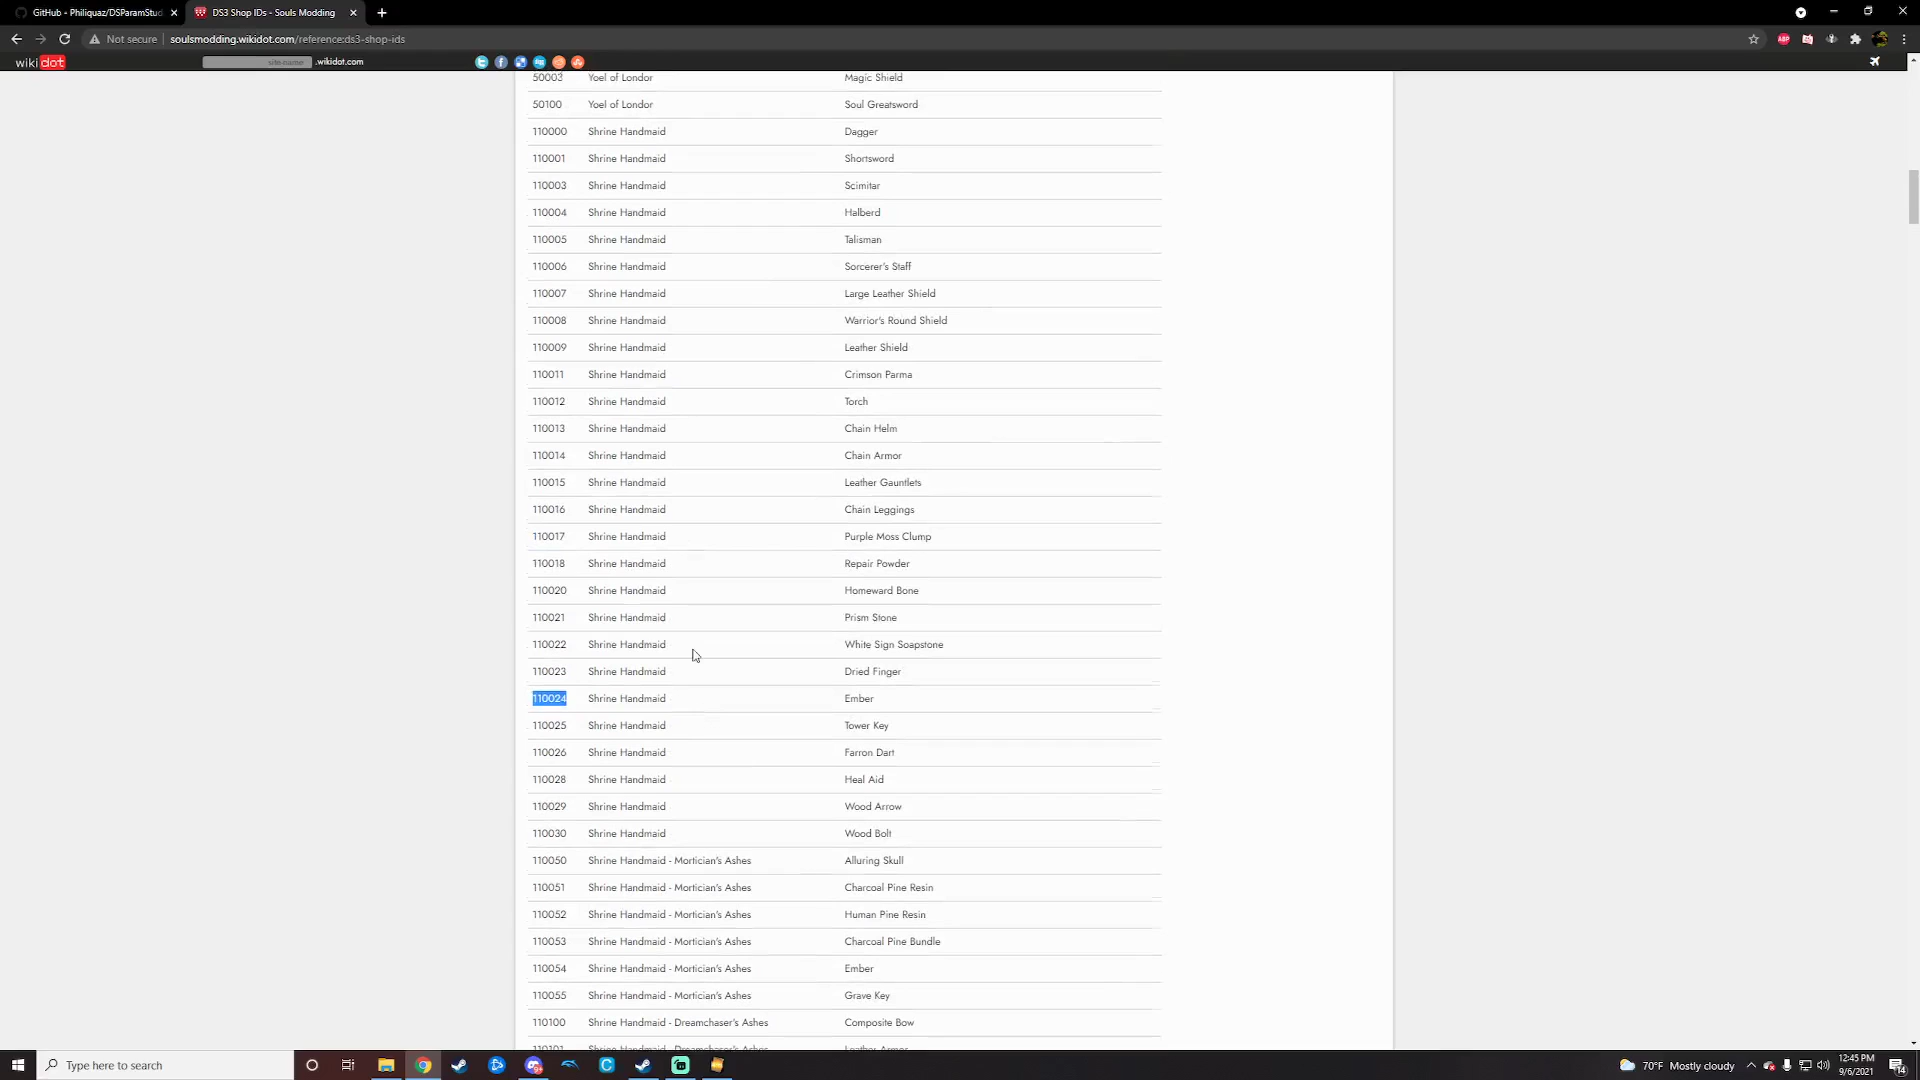 GitHub - Philiquaz/DSParamStud
DS3 Shop IDs - Souls Modding
Not secure
soulsmodding.wikidot.com/reference:ds3-shop-ids
ABP
wikidot
site-name
.wikidot.com
50003 Yoel of Londor Magic Shield
50100 Yoel of Londor Soul Greatsword
110000 Shrine Handmaid Dagger
110001 Shrine Handmaid Shortsword
110003 Shrine Handmaid Scimitar
110004 Shrine Handmaid Halberd
110005 Shrine Handmaid Talisman
110006 Shrine Handmaid Sorcerer's Staff
110007 Shrine Handmaid Large Leather Shield
110008 Shrine Handmaid Warrior's Round Shield
110009 Shrine Handmaid Leather Shield
110011 Shrine Handmaid Crimson Parma
110012 Shrine Handmaid Torch
110013 Shrine Handmaid Chain Helm
110014 Shrine Handmaid Chain Armor
110015 Shrine Handmaid Leather Gauntlets
110016 Shrine Handmaid Chain Leggings
110017 Shrine Handmaid Purple Moss Clump
110018 Shrine Handmaid Repair Powder
110020 Shrine Handmaid Homeward Bone
110021 Shrine Handmaid Prism Stone
110022 Shrine Handmaid White Sign Soapstone
110023 Shrine Handmaid Dried Finger
110024 Shrine Handmaid Ember
110025 Shrine Handmaid Tower Key
110026 Shrine Handmaid Farron Dart
110028 Shrine Handmaid Heal Aid
110029 Shrine Handmaid Wood Arrow
110030 Shrine Handmaid Wood Bolt
110050 Shrine Handmaid - Mortician's Ashes Alluring Skull
110051 Shrine Handmaid - Mortician's Ashes Charcoal Pine Resin
110052 Shrine Handmaid - Mortician's Ashes Human Pine Resin
110053 Shrine Handmaid - Mortician's Ashes Charcoal Pine Bundle
110054 Shrine Handmaid - Mortician's Ashes Ember
110055 Shrine Handmaid - Mortician's Ashes Grave Key
110100 Shrine Handmaid - Dreamchaser's Ashes Composite Bow
110101 Shrine Handmaid - Dreamchaser's Ashes Leather Armor
Type here to search
70°F Mostly cloudy
12:45 PM
9/6/2021